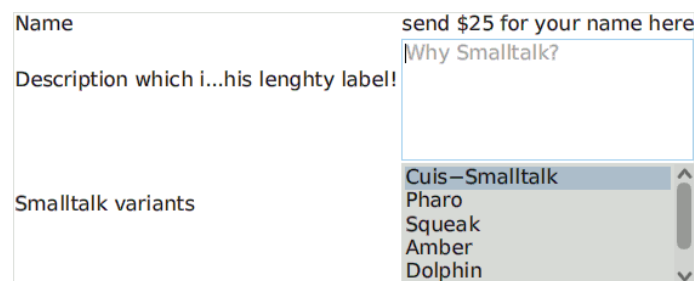 Name
send $25 for your name here
Why Smalltalk?
Description which i...his lenghty label!
Smalltalk variants
Cuis−Smalltalk
Pharo
Squeak
Amber
Dolphin